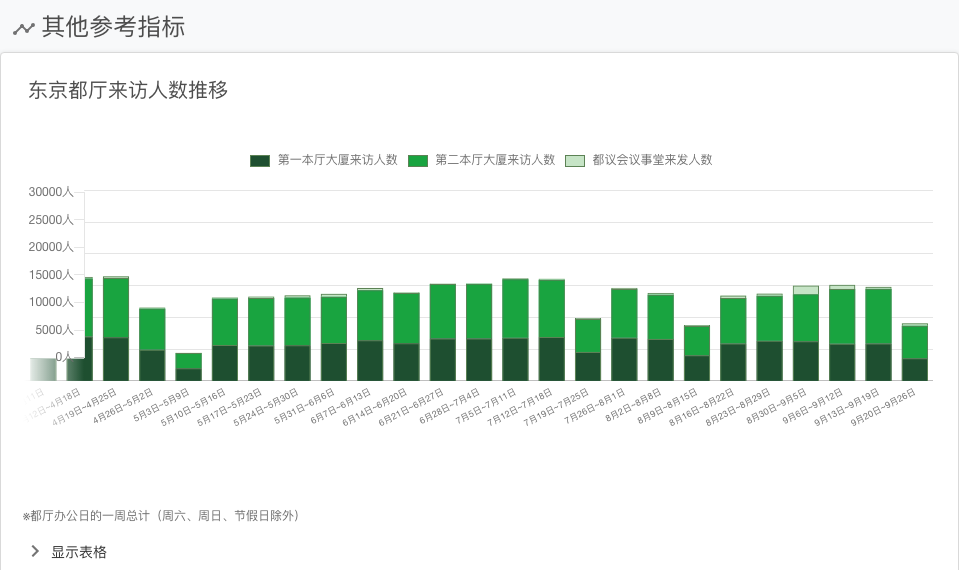 其他参考指标
东京都厅来访人数推移
第一本厅大厦来访人数 第二本厅大厦来访人数 都议会议事堂来发人数
30000人
25000人
20000人
15000人
10000人
5000人
0人
4月19日~4月25日
4月26日~5月2日
5月3日~5月9日
5月10日~5月16日
5月17日~5月23日
5月24日~5月30日
5月31日~6月6日
6月7日~6月13日
6月14日~6月20日
6月21日~6月27日
6月28日~7月4日
7月5日~7月11日
7月12日~7月18日
7月19日~7月25日
7月26日~8月1日
8月2日~8月8日
8月9日~8月15日
8月16日~8月22日
8月23日~8月29日
8月30日~9月5日
9月6日~9月12日
9月13日~9月19日
9月20日~9月26日
※都厅办公日的一周总计（周六、周日、节假日除外）
显示表格